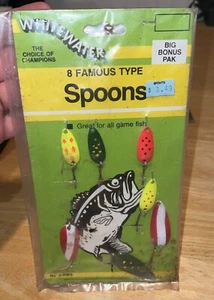 WHITEWATER
THE
CHOICE OF
CHAMPIONS
BIG
BONUS
PAK
8 FAMOUS TYPE
Spoons
Great for all game fish